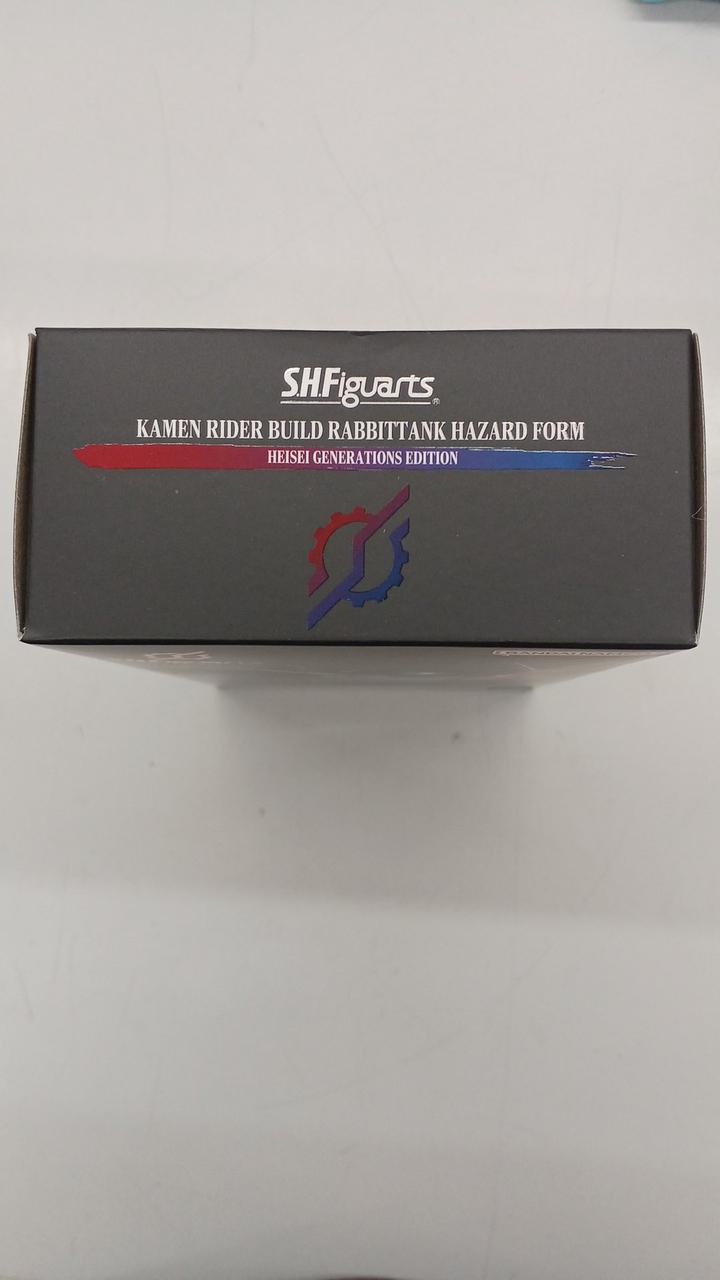 S.H.Figuarts®
KAMEN RIDER BUILD RABBITTANK HAZARD FORM
HEISEI GENERATIONS EDITION